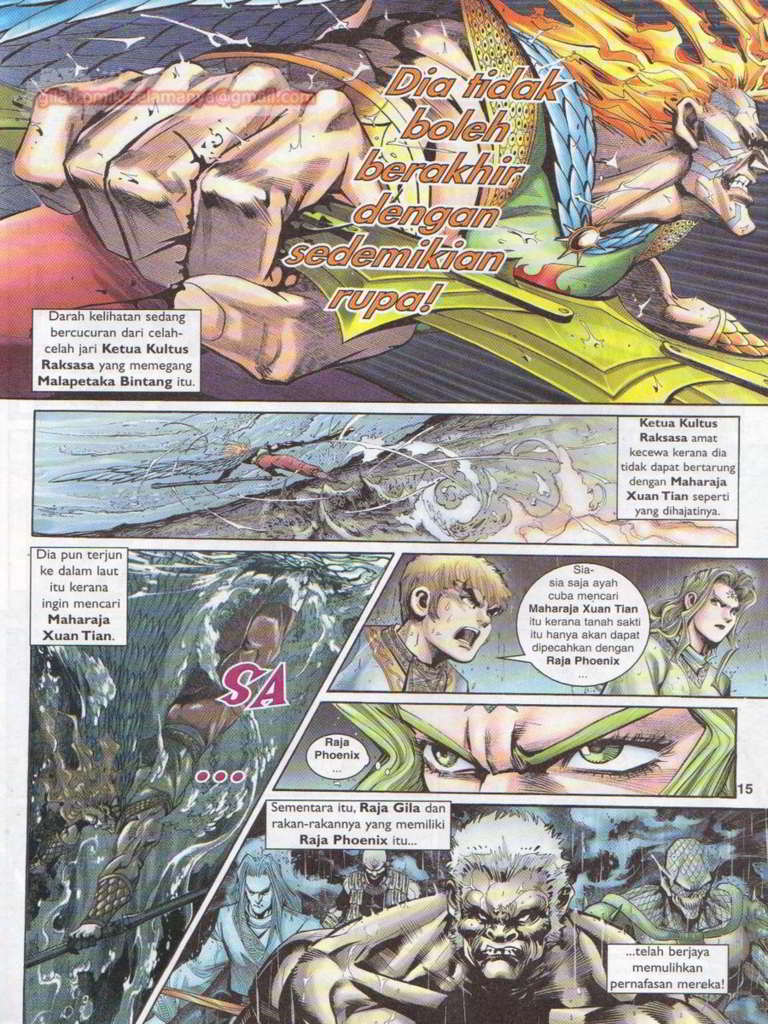 Dia tidak
boleh
berakhir
dengan
sedemikian
rupa!
Darah kelihatan sedang
bercucuran dari celah-
celah jari Ketua Kultus
Raksasa yang memegang
Malapetaka Bintang itu.
Ketua Kultus
Raksasa amat
kecewa kerana dia
tidak dapat bertarung
dengan Maharaja
Xuan Tian seperti
yang dihajatinya.
Dia pun terjun
ke dalam laut
itu kerana
ingin mencari
Maharaja
Xuan Tian.
SA
...
Sia-
sia saja ayah
cuba mencari
Maharaja Xuan Tian
itu kerana tanah sakti
itu hanya akan dapat
dipecahkan dengan
Raja Phoenix
...
Raja
Phoenix
...
15
Sementara itu, Raja Gila dan
rakan-rakannya yang memiliki
Raja Phoenix itu...
...telah berjaya
memulihkan
pernafasan mereka!